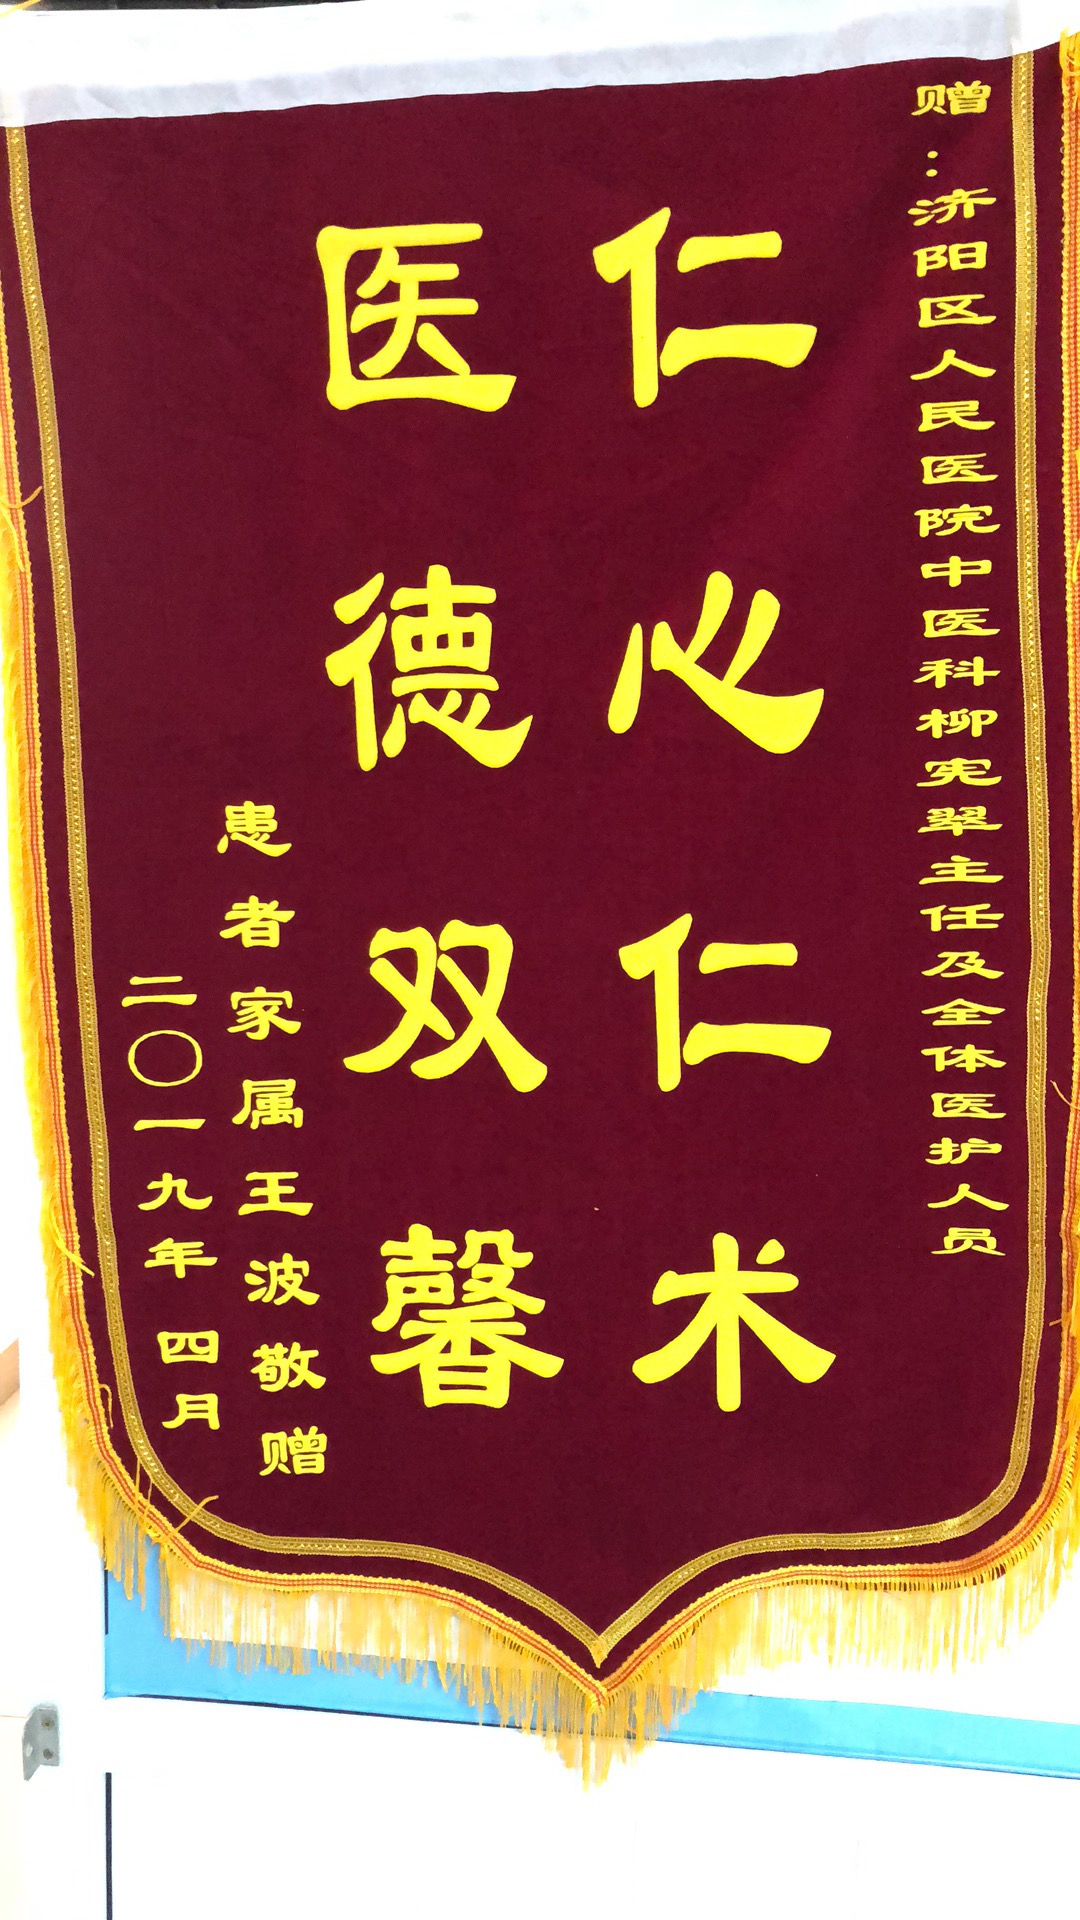 赠:济阳区人民医院中医科柳宪翠主任及全体医护人员
仁心仁术
医德双馨
患者家属王波敬赠
二〇一九年四月